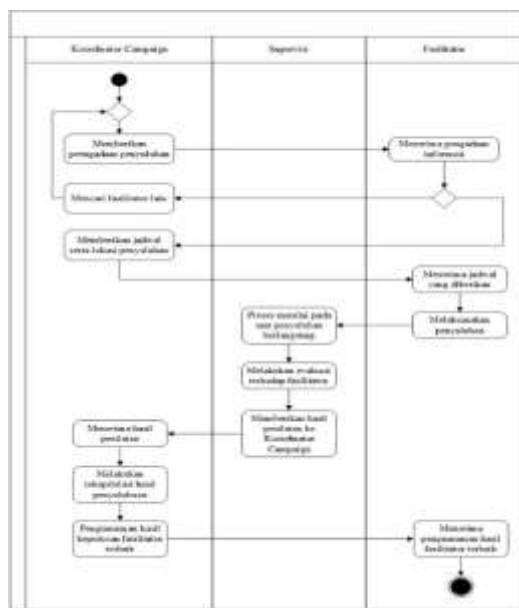 Koordinator Campaign
Supervisi
Fasilitator
Memberikan
penyuluhan
Menerima pengajuan
informasi
Mencari fasilitator lain
Memberikan jadwal
serta lokasi penyuluhan
Menerima jadwal
yang diberikan
Melaksanakan
penyuluhan
Proses menilai pada
saat penyuluhan
berlangsung
Melakukan evaluasi
terhadap fasilitator
Memberikan hasil
penilaian ke
Koordinator
Campaign
Menerima hasil
penilaian
Melakukan
rekapitulasi hasil
penyuluhan
Pengumuman hasil
keputusan fasilitator
terbaik
Menerima
pengumuman hasil
fasilitator terbaik